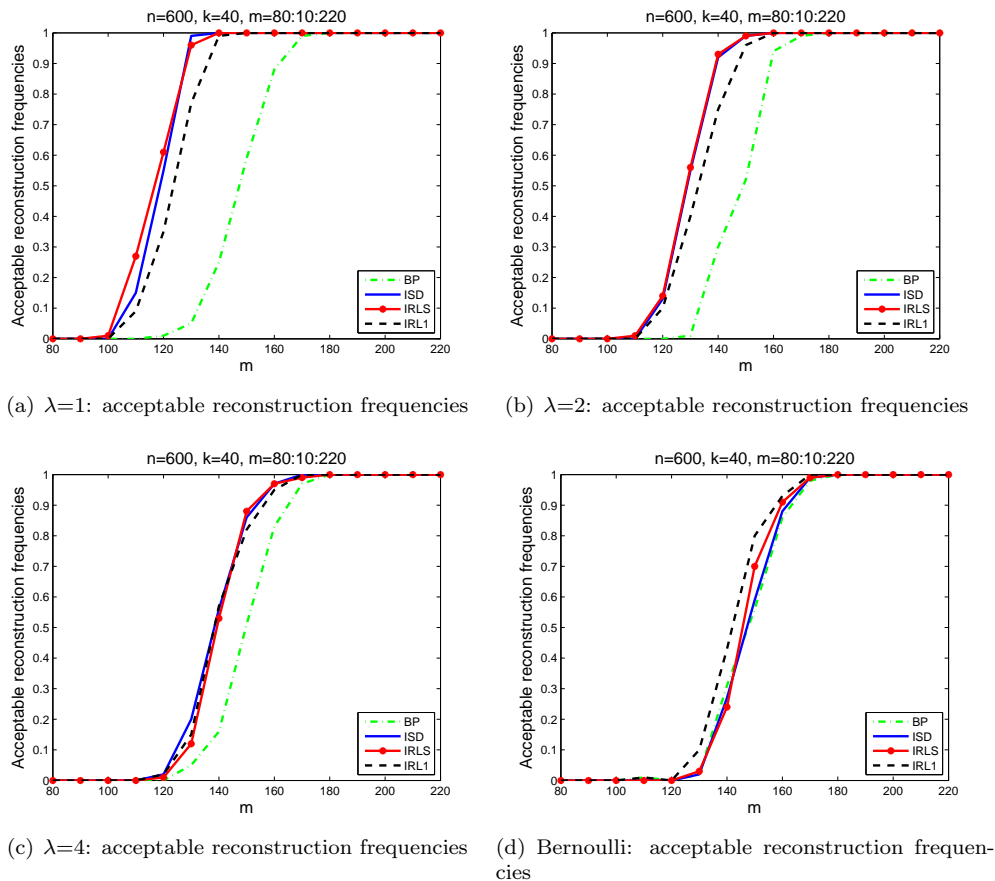 n=600, k=40, m=80:10:220
Acceptable reconstruction frequencies
1
0.9
0.8
0.7
0.6
0.5
0.4
0.3
0.2
0.1
0
80 100 120 140 160 180 200 220
m
BP
ISD
IRLS
IRL1
(a) λ=1: acceptable reconstruction frequencies
n=600, k=40, m=80:10:220
Acceptable reconstruction frequencies
1
0.9
0.8
0.7
0.6
0.5
0.4
0.3
0.2
0.1
0
80 100 120 140 160 180 200 220
m
BP
ISD
IRLS
IRL1
(b) λ=2: acceptable reconstruction frequencies
n=600, k=40, m=80:10:220
Acceptable reconstruction frequencies
1
0.9
0.8
0.7
0.6
0.5
0.4
0.3
0.2
0.1
0
80 100 120 140 160 180 200 220
m
BP
ISD
IRLS
IRL1
(c) λ=4: acceptable reconstruction frequencies
n=600, k=40, m=80:10:220
Acceptable reconstruction frequencies
1
0.9
0.8
0.7
0.6
0.5
0.4
0.3
0.2
0.1
0
80 100 120 140 160 180 200 220
m
BP
ISD
IRLS
IRL1
(d) Bernoulli: acceptable reconstruction frequen-
cies